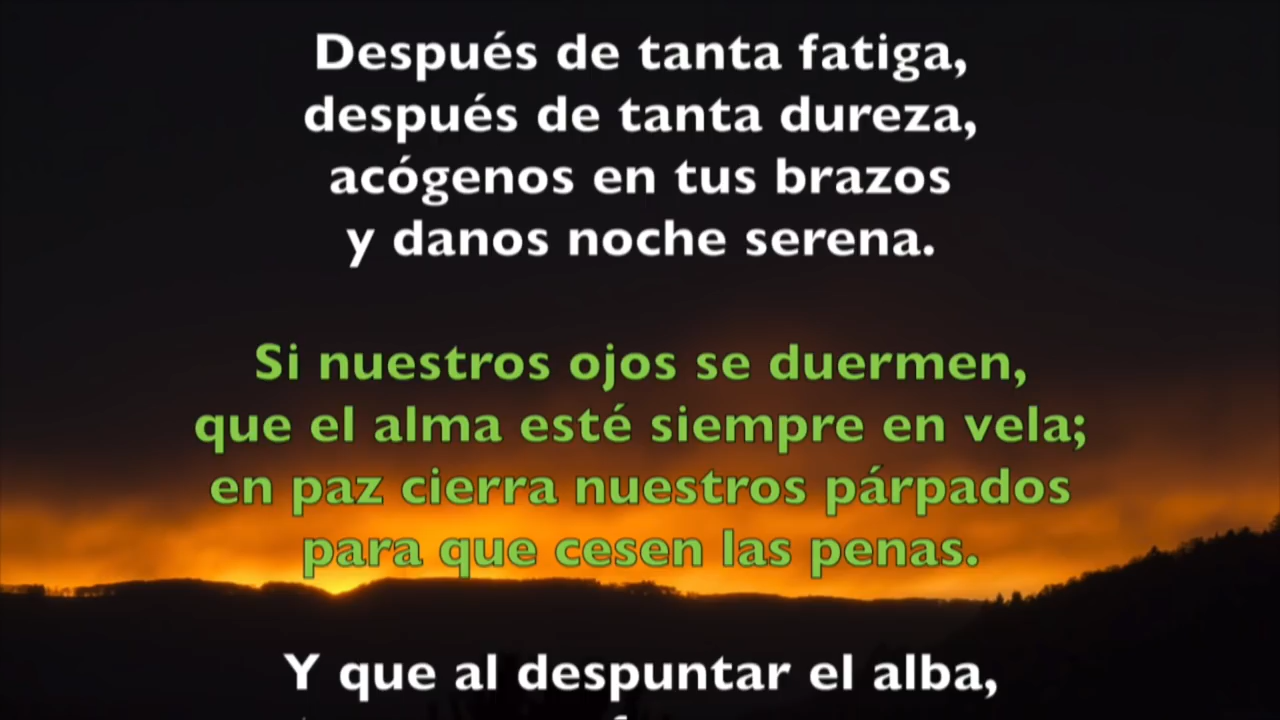 Después de tanta fatiga,
después de tanta dureza,
acógenos en tus brazos
y danos noche serena.
Si nuestros ojos se duermen,
que el alma esté siempre en vela;
en paz cierra nuestros párpados
para que cesen las penas.
Y que al despuntar el alba,